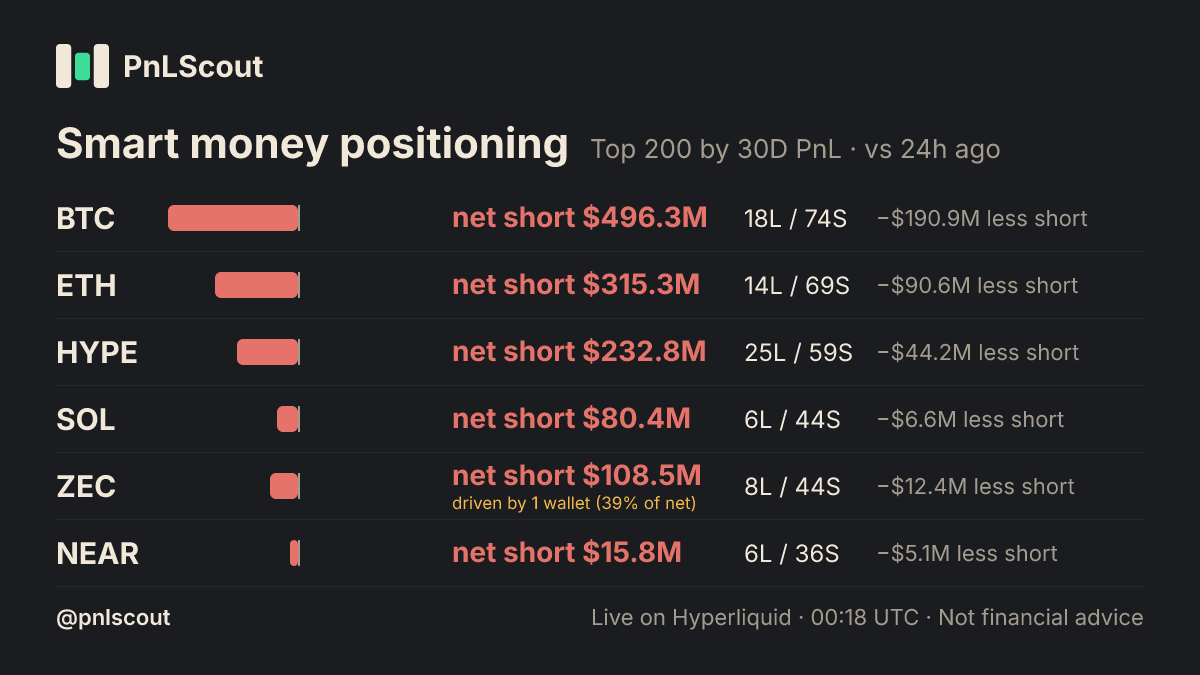 PnLScout
Smart money positioning Top 200 by 30D PnL · vs 24h ago
BTC net short $496.3M 18L / 74S −$190.9M less short
ETH net short $315.3M 14L / 69S −$90.6M less short
HYPE net short $232.8M 25L / 59S −$44.2M less short
SOL net short $80.4M 6L / 44S −$6.6M less short
ZEC net short $108.5M 8L / 44S −$12.4M less short
driven by 1 wallet (39% of net)
NEAR net short $15.8M 6L / 36S −$5.1M less short
@pnlscout Live on Hyperliquid · 00:18 UTC · Not financial advice